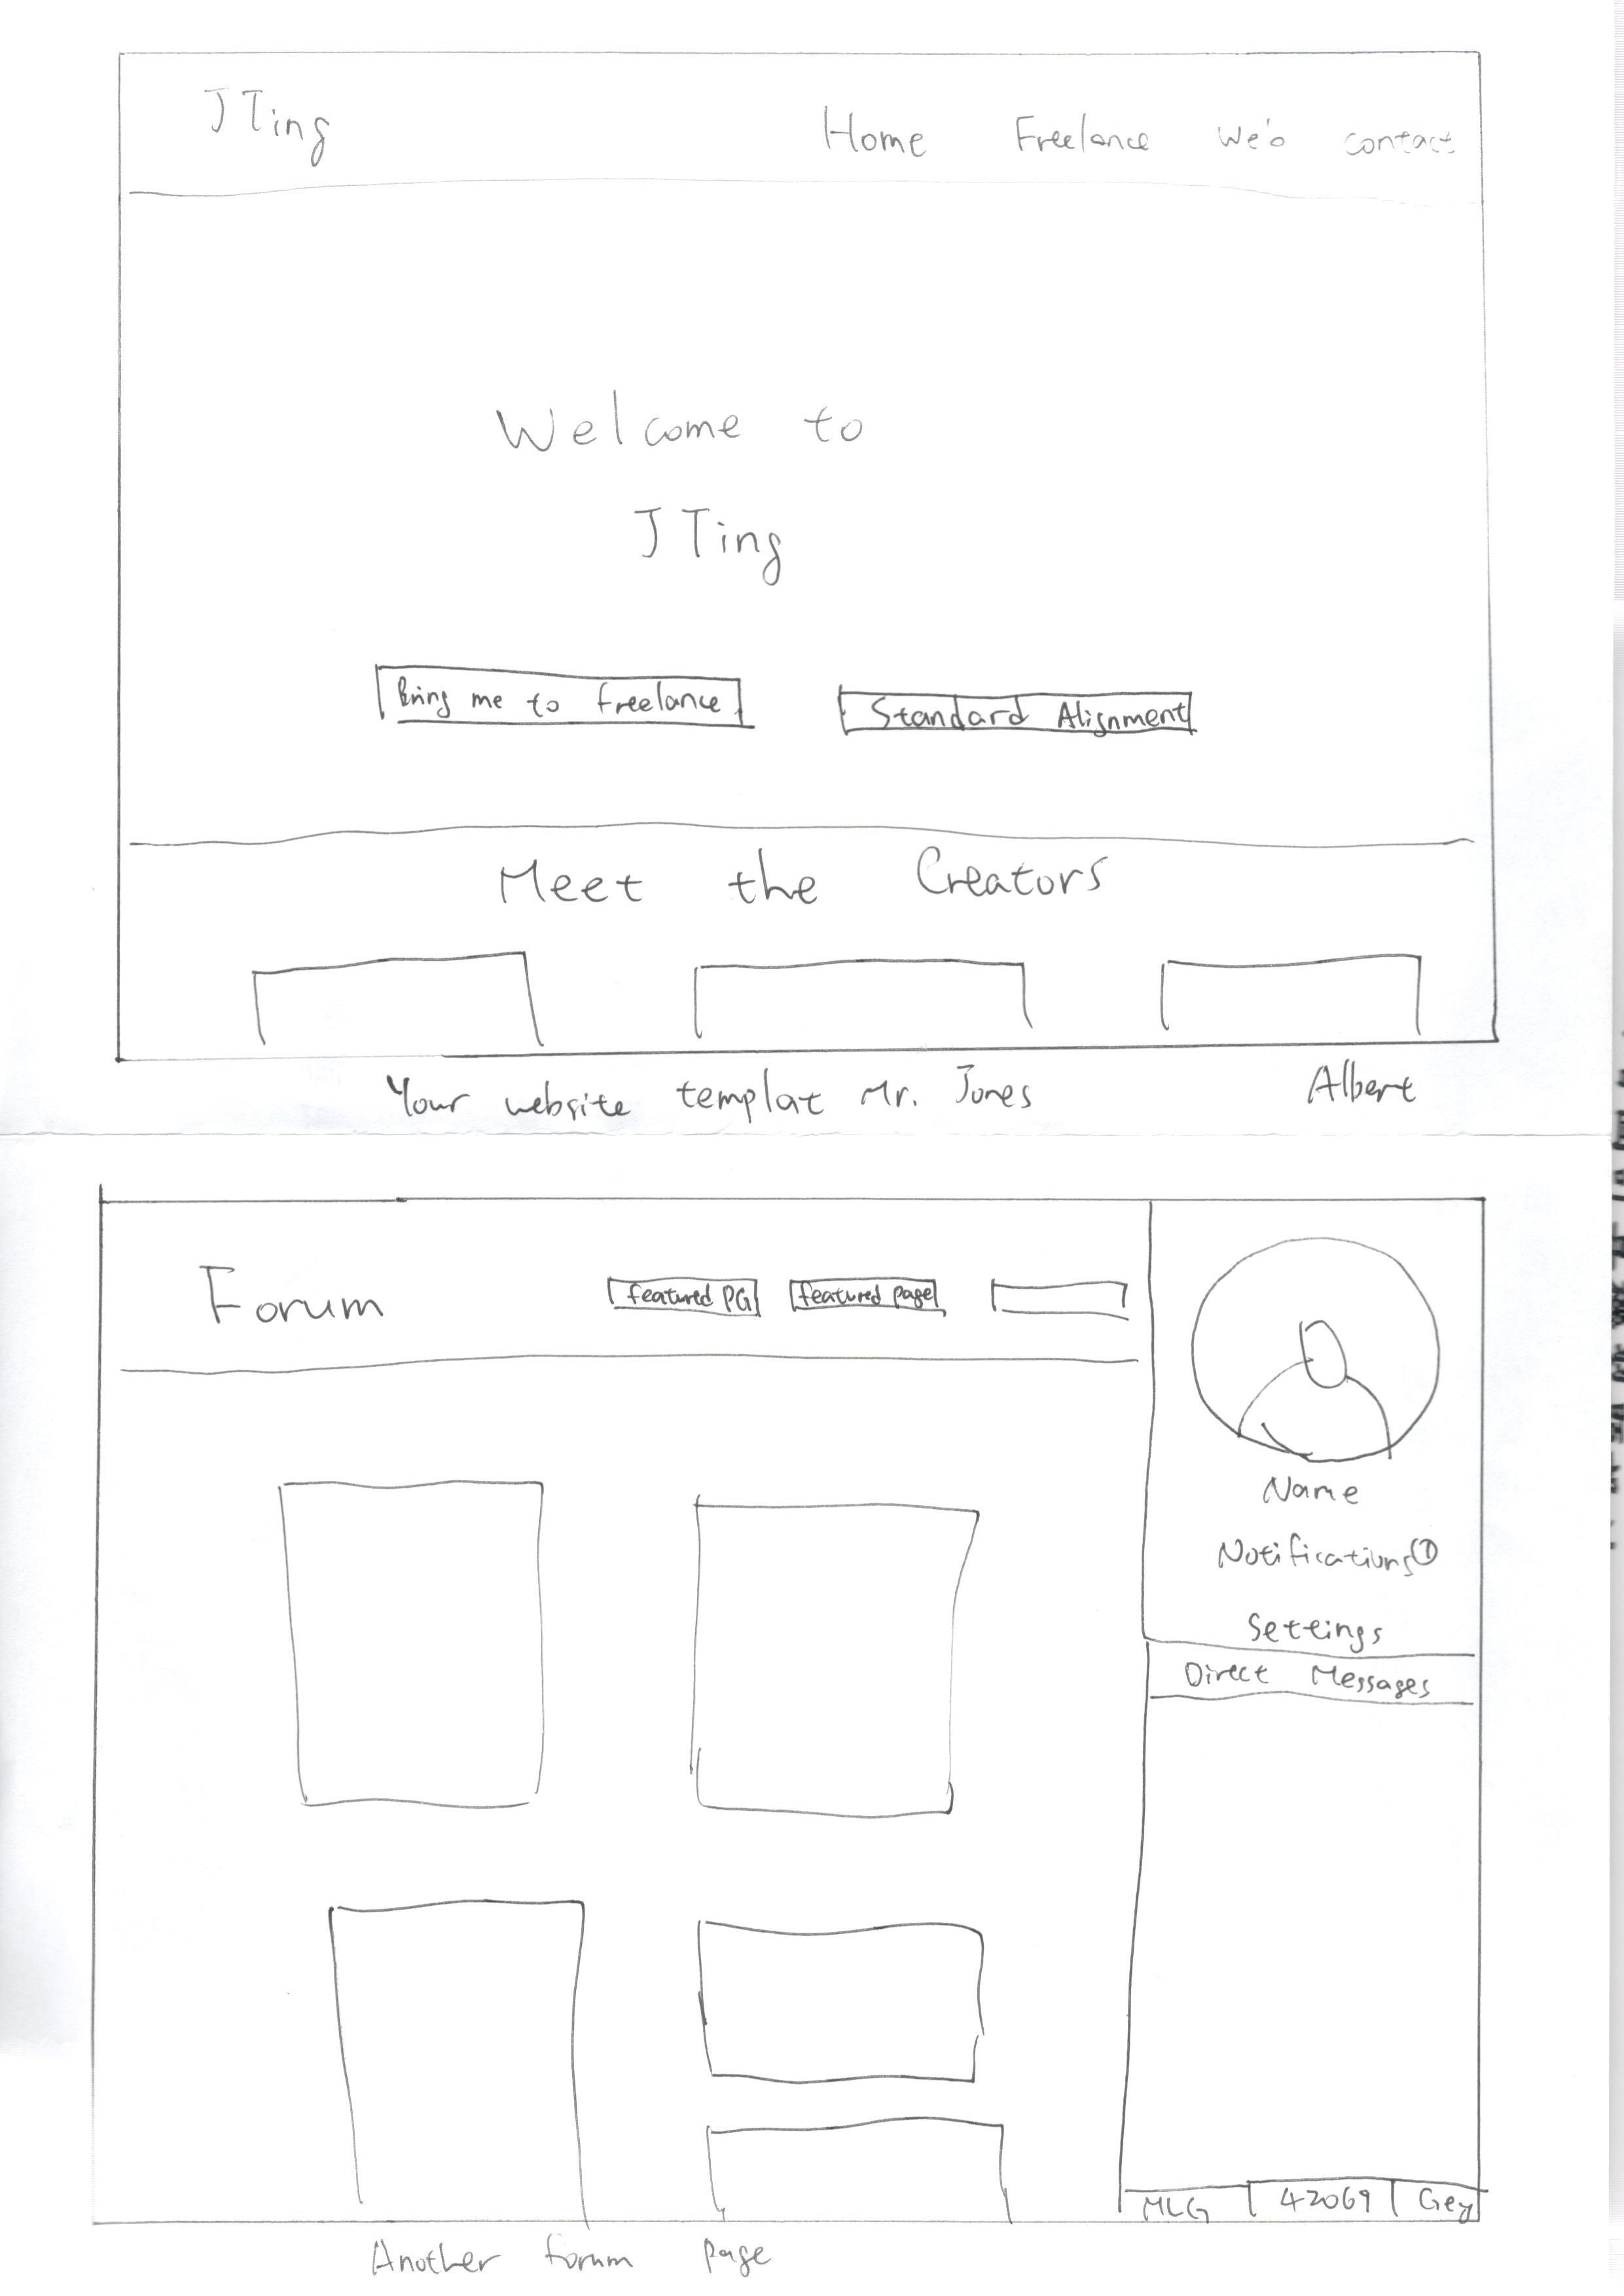 JTing Home Freelance We's contact
Welcome to
JTing
Bring me to freelance Standard Alignment
Meet the Creators
Your website templat Mr. Jones Albert
Forum featured PG featured page
Name
Notifications①
Settings
Direct Messages
MLG 42069 Gey
Another forum page